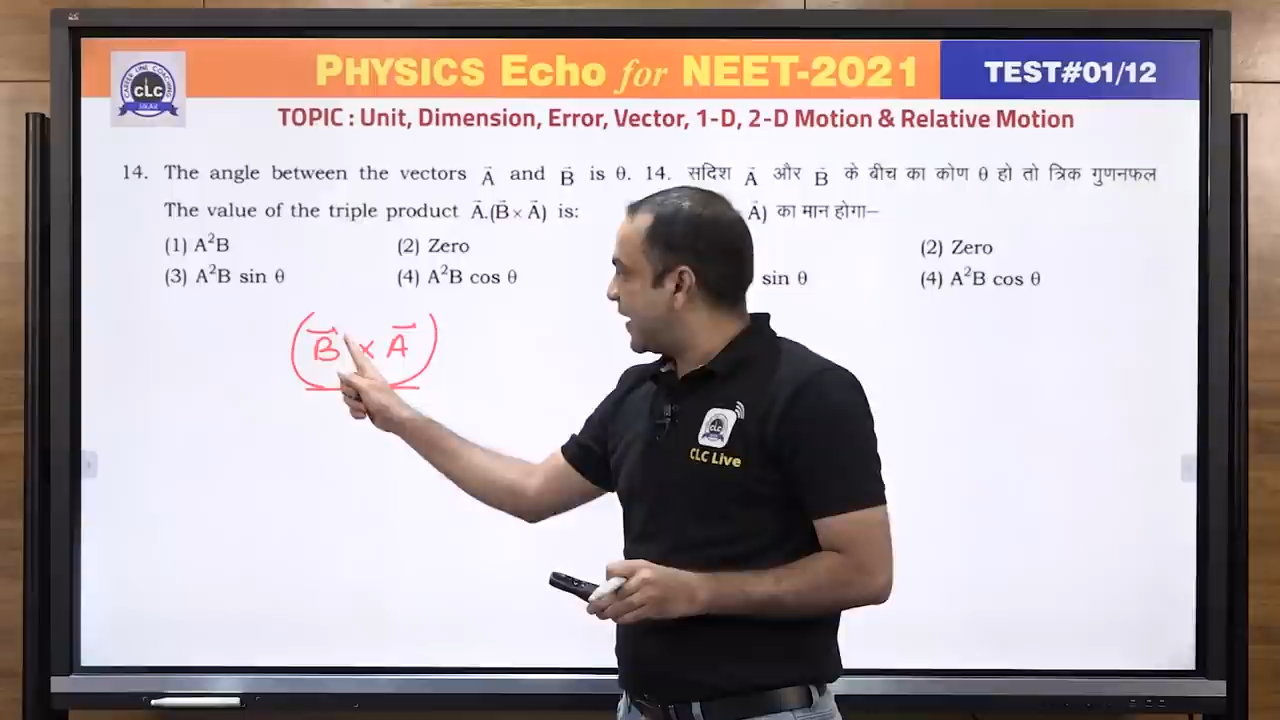 PHYSICS Echo for NEET-2021
TEST#01/12
TOPIC : Unit, Dimension, Error, Vector, 1-D, 2-D Motion & Relative Motion
14. The angle between the vectors A⃗ and B⃗ is θ.
The value of the triple product A⃗.(B⃗×A⃗) is:
(1) A²B (2) Zero
(3) A²B sin θ (4) A²B cos θ
14. सदिश A⃗ और B⃗ के बीच का कोण θ हो तो त्रिक गुणनफल
A⃗) का मान होगा–
(2) Zero
sin θ (4) A²B cos θ
(B⃗ × A⃗)
CLC
CLC
CLC Live